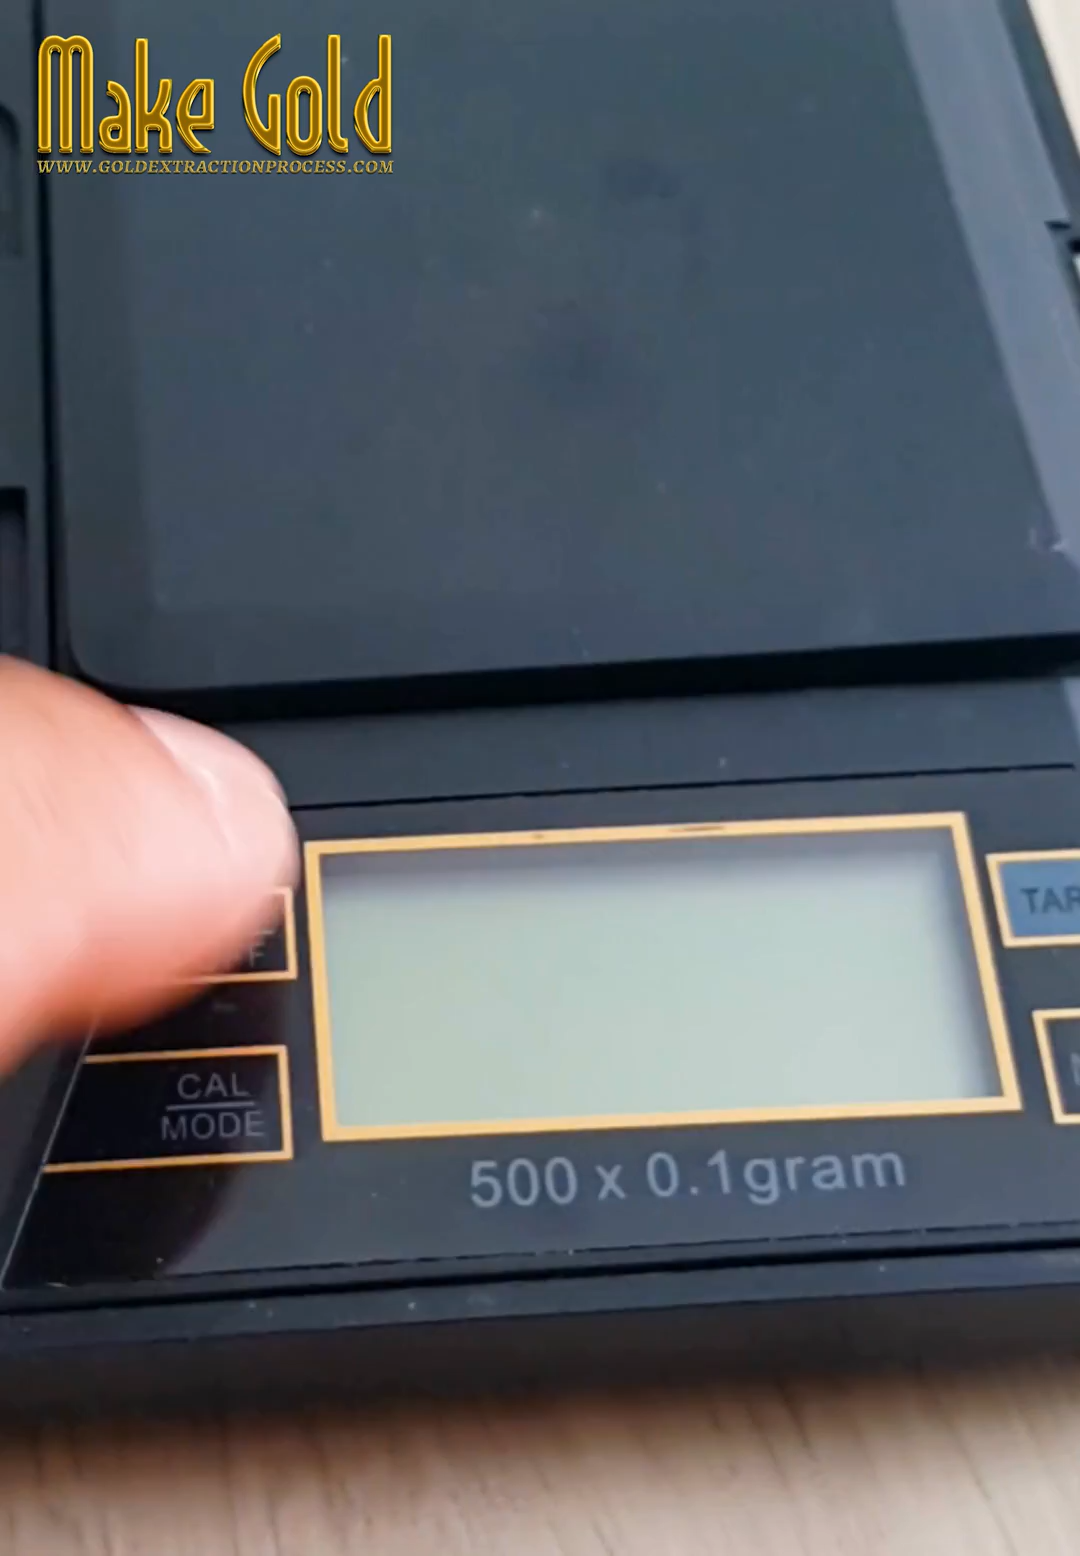 Make Gold
WWW.GOLDEXTRACTIONPROCESS.COM
CAL
MODE
500 x 0.1gram